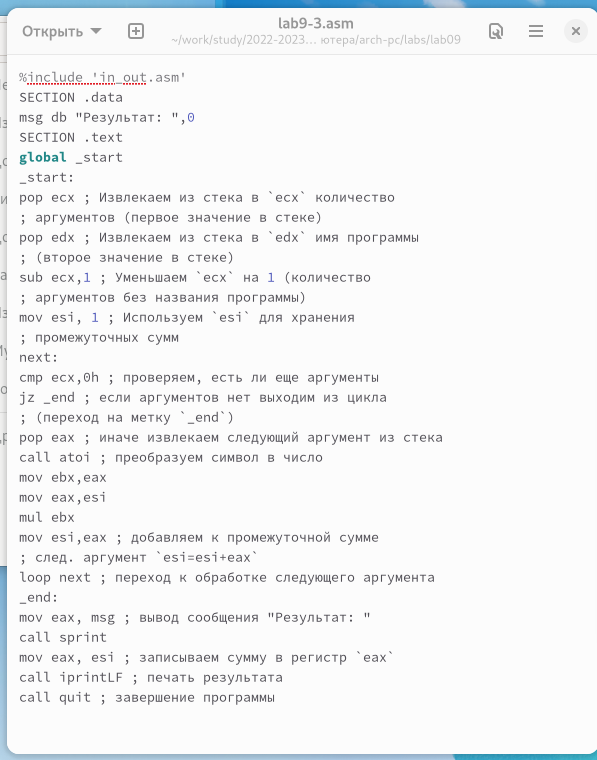 Открыть
lab9-3.asm
~/work/study/2022-2023… ютера/arch-pc/labs/lab09
%include 'in_out.asm'
SECTION .data
msg db "Результат: ",0
SECTION .text
global _start
_start:
pop ecx ; Извлекаем из стека в `ecx` количество
; аргументов (первое значение в стеке)
pop edx ; Извлекаем из стека в `edx` имя программы
; (второе значение в стеке)
sub ecx,1 ; Уменьшаем `ecx` на 1 (количество
; аргументов без названия программы)
mov esi, 1 ; Используем `esi` для хранения
; промежуточных сумм
next:
cmp ecx,0h ; проверяем, есть ли еще аргументы
jz _end ; если аргументов нет выходим из цикла
; (переход на метку `_end`)
pop eax ; иначе извлекаем следующий аргумент из стека
call atoi ; преобразуем символ в число
mov ebx,eax
mov eax,esi
mul ebx
mov esi,eax ; добавляем к промежуточной сумме
; след. аргумент `esi=esi+eax`
loop next ; переход к обработке следующего аргумента
_end:
mov eax, msg ; вывод сообщения "Результат: "
call sprint
mov eax, esi ; записываем сумму в регистр `eax`
call iprintLF ; печать результата
call quit ; завершение программы